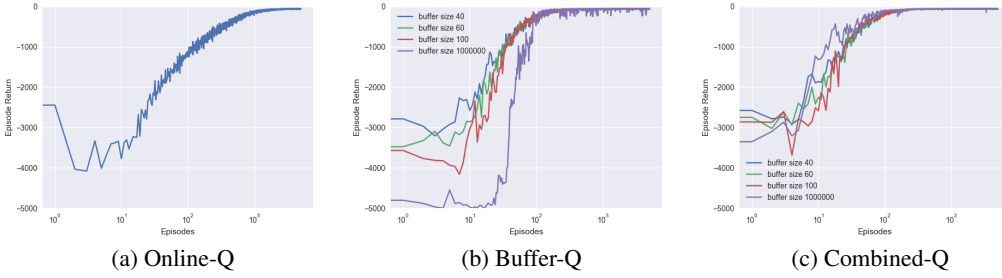 0
−1000
−2000
−3000
−4000
−5000
Episode Return
10^0
10^1
10^2
10^3
Episodes
(a) Online-Q
0
−1000
−2000
−3000
−4000
−5000
Episode Return
buffer size 40
buffer size 60
buffer size 100
buffer size 1000000
10^0
10^1
10^2
10^3
Episodes
(b) Buffer-Q
0
−1000
−2000
−3000
−4000
−5000
Episode Return
buffer size 40
buffer size 60
buffer size 100
buffer size 1000000
10^0
10^1
10^2
10^3
Episodes
(c) Combined-Q